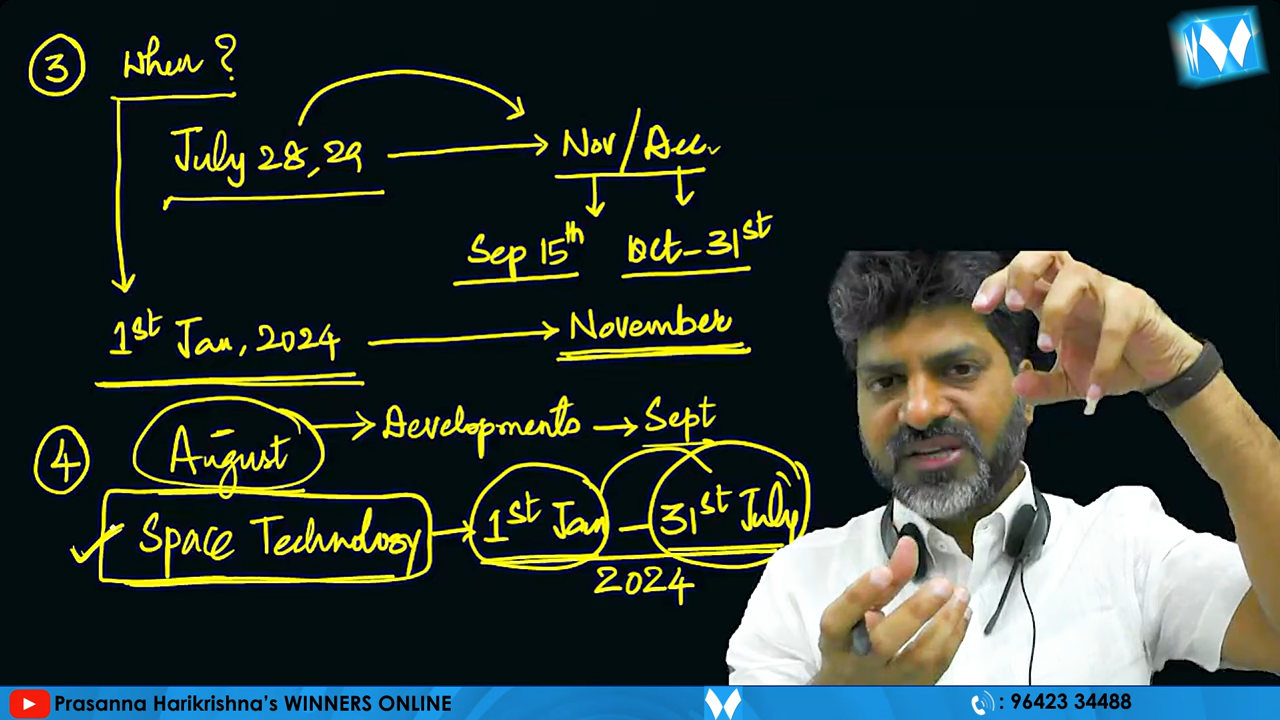 ③ When?
July 28, 29 → Nov/Dec.
Sep 15th Oct-31st
1st Jan, 2024 → November
④ August → Developments → Sept
✓ Space Technology → 1st Jan - 31st July
2024
W
Prasanna Harikrishna's WINNERS ONLINE
W
: 96423 34488